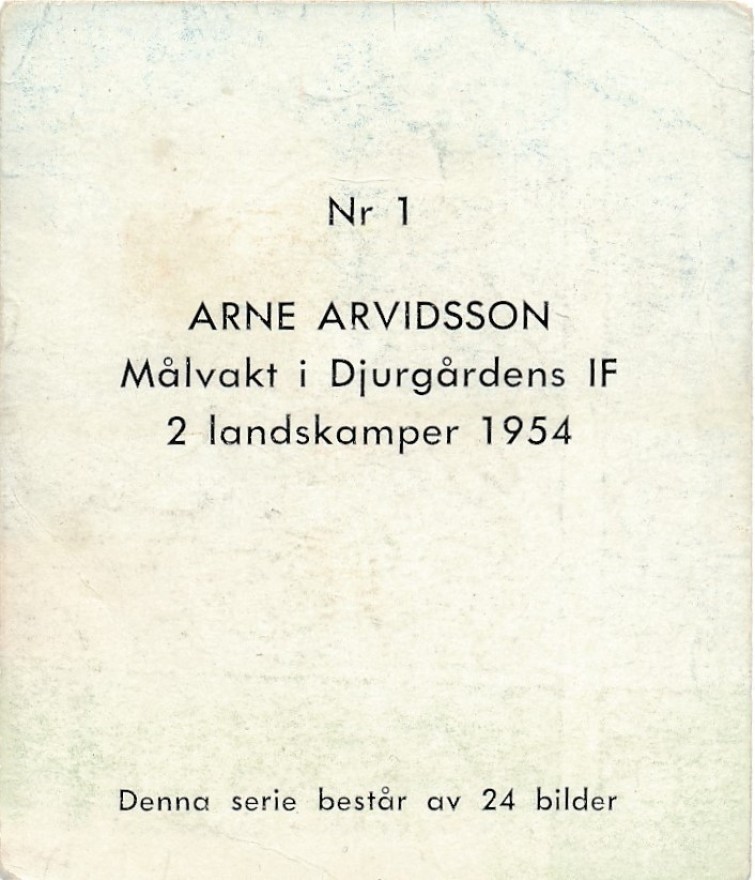 Nr 1
ARNE ARVIDSSON
Målvakt i Djurgårdens IF
2 landskamper 1954
Denna serie består av 24 bilder